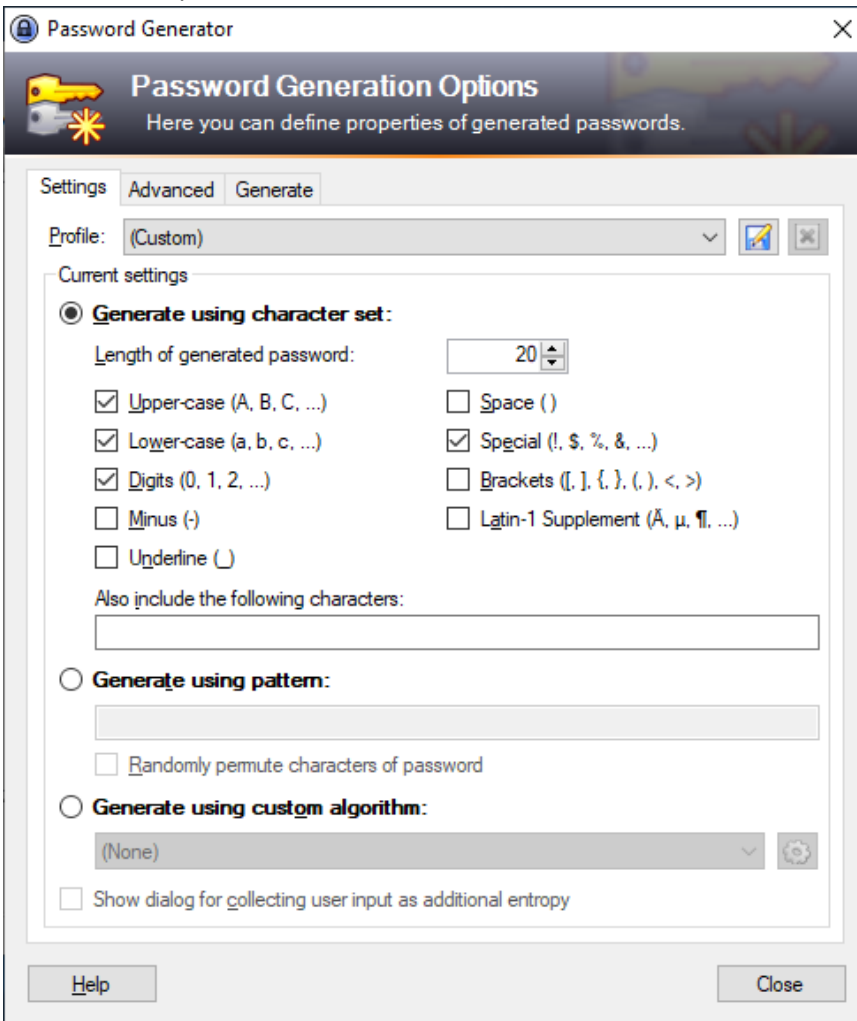 Password Generator
Password Generation Options
Here you can define properties of generated passwords.
Settings Advanced Generate
Profile: (Custom)
Current settings
Generate using character set:
Length of generated password: 20
Upper-case (A, B, C, ...) Space ( )
Lower-case (a, b, c, ...) Special (!, $, %, &, ...)
Digits (0, 1, 2, ...) Brackets ([, ], {, }, (, ), <, >)
Minus (-) Latin-1 Supplement (Ä, µ, ¶, ...)
Underline (_)
Also include the following characters:
Generate using pattern:
Randomly permute characters of password
Generate using custom algorithm:
(None)
Show dialog for collecting user input as additional entropy
Help Close